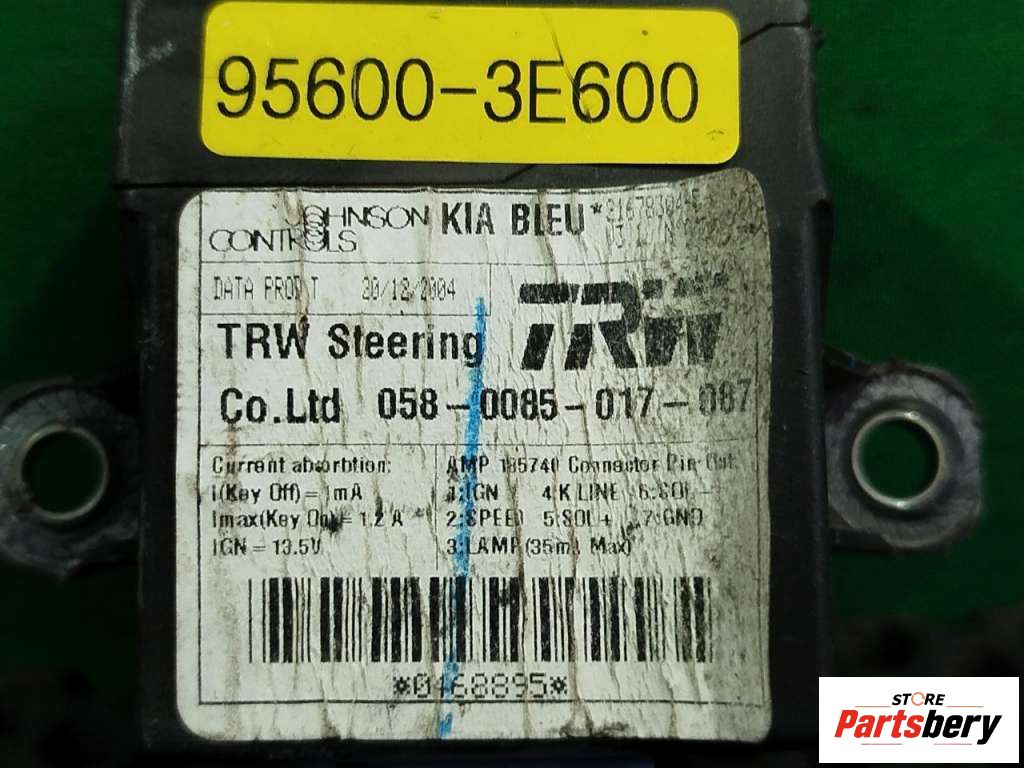 95600-3E600
JOHNSON CONTROLS
KIA BLEU*
DATA PROD T 20/12/2004
TRW
TRW Steering
Co.Ltd 058-0085-017-087
Current absorbtion:
I(Key Off)=1mA
Imax(Key On)=1.2 A
IGN = 13.5V
AMP 185740 Connector Pin Out
1:IGN 4:K LINE 6:SOL-
2:SPEED 5:SOL+ 7:GND
3:LAMP(35mA Max)
*0468895*
STORE
Partsbery